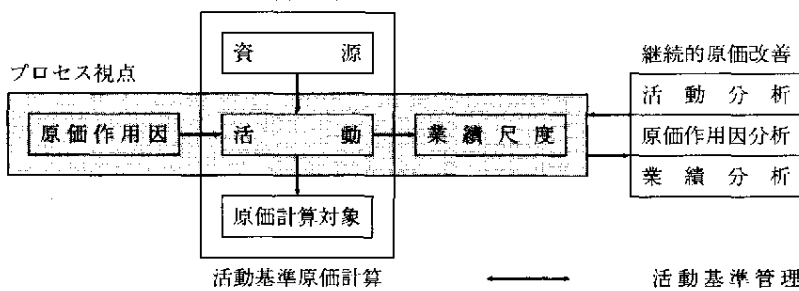 資 源
継続的原価改善
プロセス視点
活動分析
原価作用因
活 動
業績尺度
原価作用因分析
業績分析
原価計算対象
活動基準原価計算
活動基準管理